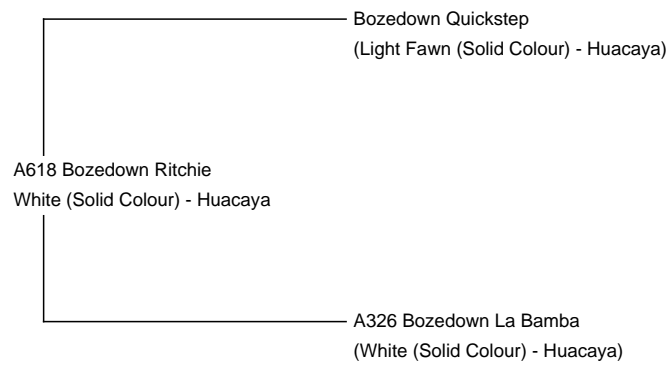 Bozedown Quickstep
(Light Fawn (Solid Colour) - Huacaya)
A618 Bozedown Ritchie
White (Solid Colour) - Huacaya
A326 Bozedown La Bamba
(White (Solid Colour) - Huacaya)